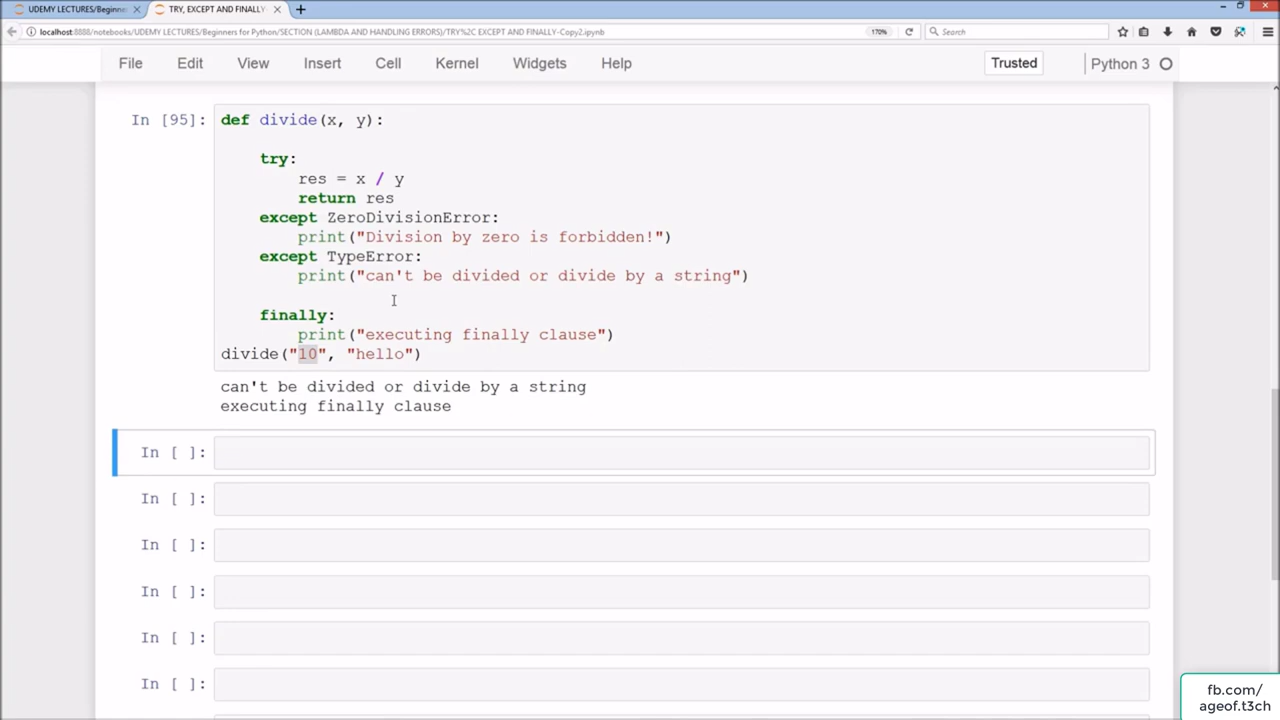 UDEMY LECTURES/Beginner
TRY, EXCEPT AND FINALLY-
localhost:8888/notebooks/UDEMY LECTURES/Beginners for Python/SECTION (LAMBDA AND HANDLING ERRORS)/TRY%2C EXCEPT AND FINALLY-Copy2.ipynb
170%
Search
File Edit View Insert Cell Kernel Widgets Help
Trusted
Python 3
In [95]:
def divide(x, y):
try:
res = x / y
return res
except ZeroDivisionError:
print("Division by zero is forbidden!")
except TypeError:
print("can't be divided or divide by a string")
finally:
print("executing finally clause")
divide("10", "hello")
can't be divided or divide by a string
executing finally clause
In [ ]:
In [ ]:
In [ ]:
In [ ]:
In [ ]:
In [ ]:
fb.com/
ageof.t3ch